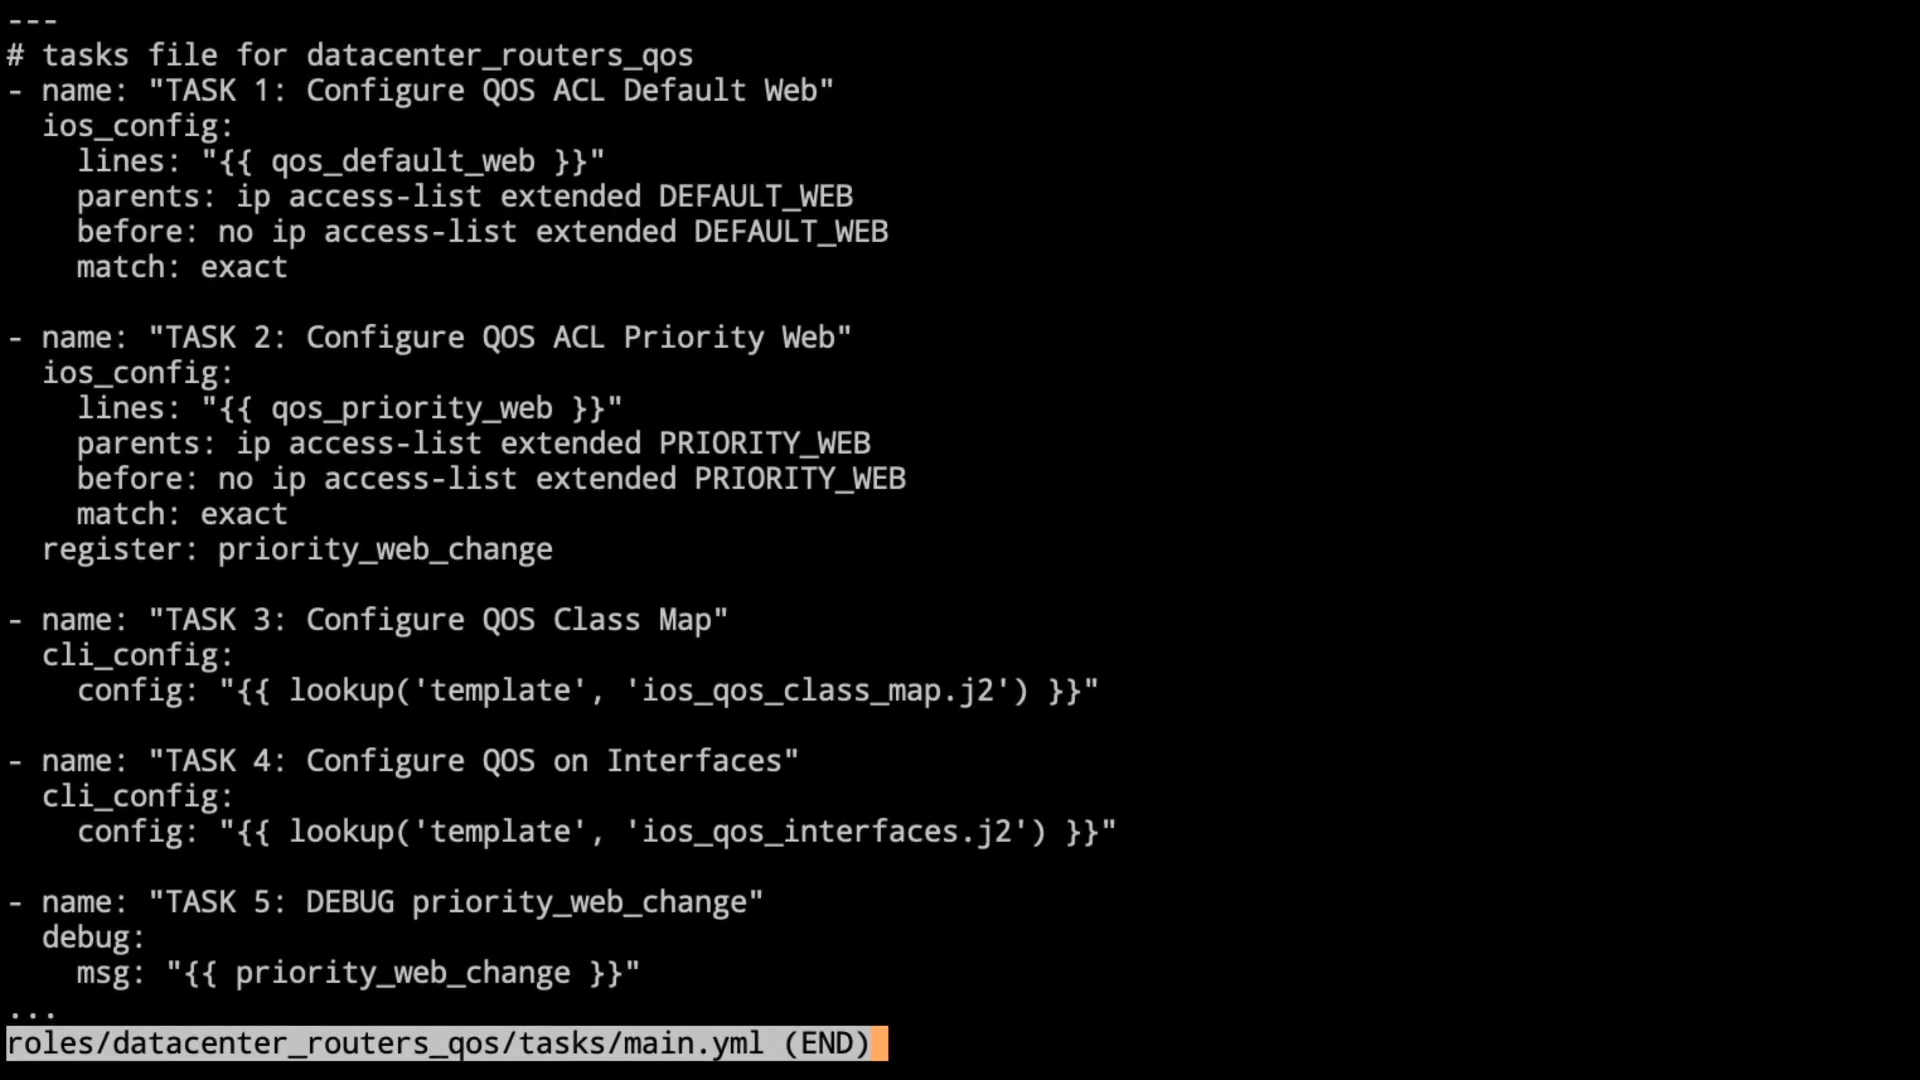 ---
# tasks file for datacenter_routers_qos
- name: "TASK 1: Configure QOS ACL Default Web"
  ios_config:
    lines: "{{ qos_default_web }}"
    parents: ip access-list extended DEFAULT_WEB
    before: no ip access-list extended DEFAULT_WEB
    match: exact

- name: "TASK 2: Configure QOS ACL Priority Web"
  ios_config:
    lines: "{{ qos_priority_web }}"
    parents: ip access-list extended PRIORITY_WEB
    before: no ip access-list extended PRIORITY_WEB
    match: exact
  register: priority_web_change

- name: "TASK 3: Configure QOS Class Map"
  cli_config:
    config: "{{ lookup('template', 'ios_qos_class_map.j2') }}"

- name: "TASK 4: Configure QOS on Interfaces"
  cli_config:
    config: "{{ lookup('template', 'ios_qos_interfaces.j2') }}"

- name: "TASK 5: DEBUG priority_web_change"
  debug:
    msg: "{{ priority_web_change }}"
...
roles/datacenter_routers_qos/tasks/main.yml (END)